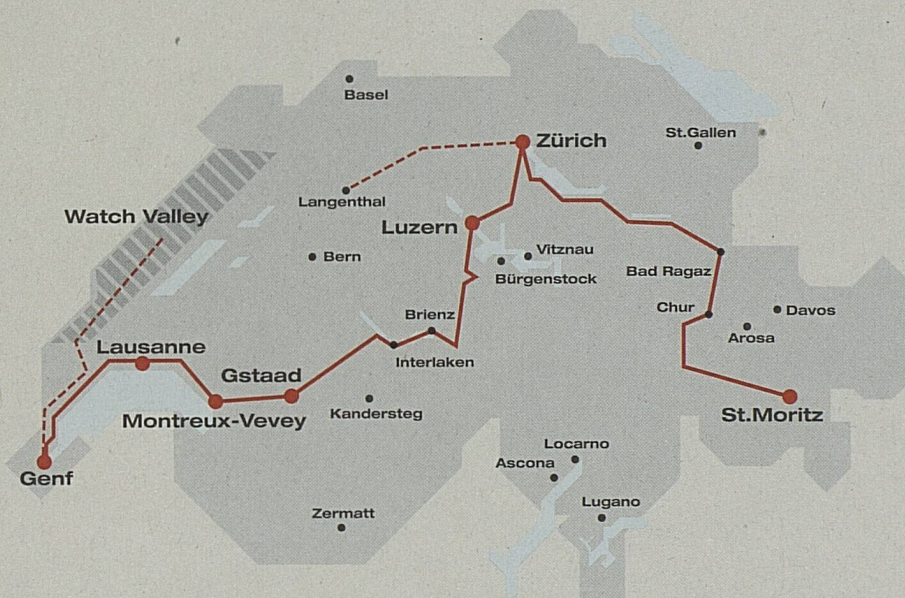 Basel
Zürich
St.Gallen
Langenthal
Watch Valley
Luzern
Vitznau
Bern
Bürgenstock
Bad Ragaz
Chur
Davos
Brienz
Arosa
Lausanne
Interlaken
Gstaad
Kandersteg
Montreux-Vevey
St.Moritz
Locarno
Ascona
Genf
Lugano
Zermatt